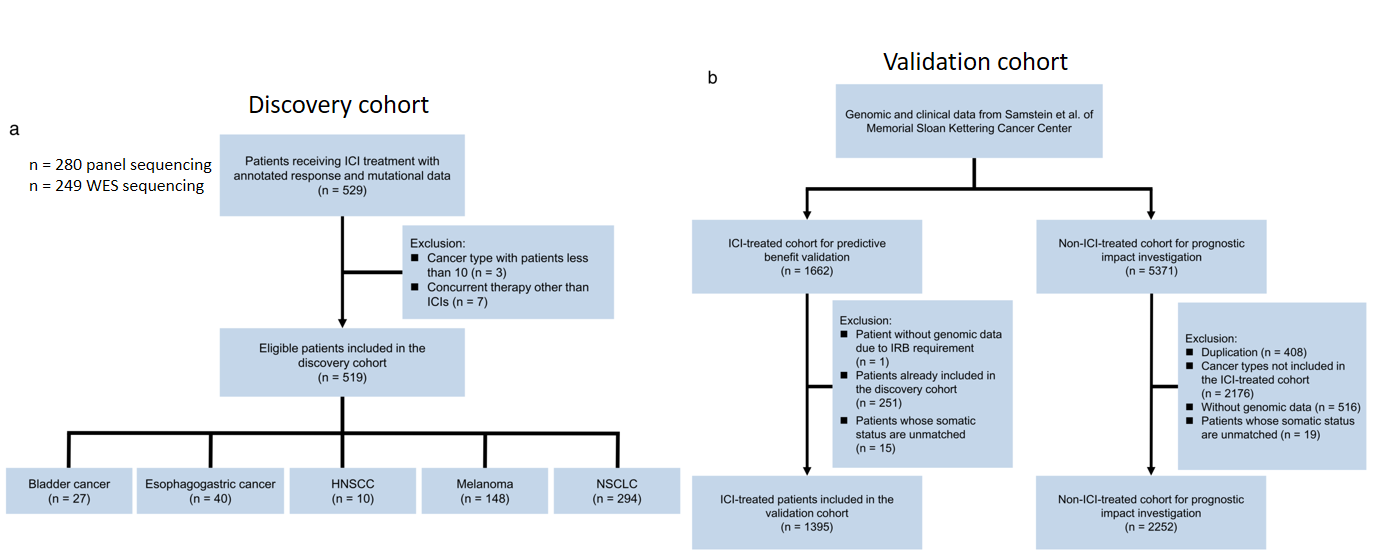 Discovery cohort
a
n = 280 panel sequencing
n = 249 WES sequencing
Patients receiving ICI treatment with
annotated response and mutational data
(n = 529)
Exclusion:
■ Cancer type with patients less
than 10 (n = 3)
■ Concurrent therapy other than
ICIs (n = 7)
Eligible patients included in the
discovery cohort
(n = 519)
Bladder cancer
(n = 27)
Esophagogastric cancer
(n = 40)
HNSCC
(n = 10)
Melanoma
(n = 148)
NSCLC
(n = 294)
Validation cohort
b
Genomic and clinical data from Samstein et al. of
Memorial Sloan Kettering Cancer Center
ICI-treated cohort for predictive
benefit validation
(n = 1662)
Non-ICI-treated cohort for prognostic
impact investigation
(n = 5371)
Exclusion:
■ Patient without genomic data
due to IRB requirement
(n = 1)
■ Patients already included in
the discovery cohort
(n = 251)
■ Patients whose somatic
status are unmatched
(n = 15)
Exclusion:
■ Duplication (n = 408)
■ Cancer types not included in
the ICI-treated cohort
(n = 2176)
■ Without genomic data (n = 516)
■ Patients whose somatic status
are unmatched (n = 19)
ICI-treated patients included in the
validation cohort
(n = 1395)
Non-ICI-treated cohort for prognostic
impact investigation
(n = 2252)